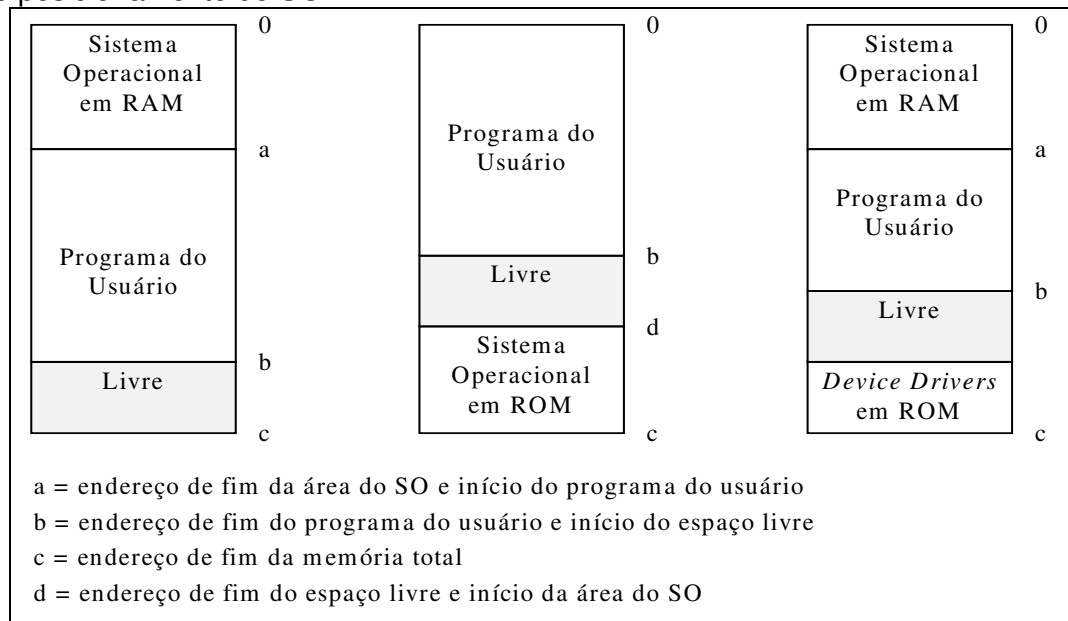 Sistema
Operacional
em RAM
Programa do
Usuário
Livre
0
a
b
c
Programa do
Usuário
Livre
Sistema
Operacional
em ROM
0
b
d
c
Sistema
Operacional
em RAM
Programa do
Usuário
Livre
Device Drivers
em ROM
0
a
b
c
a = endereço de fim da área do SO e início do programa do usuário
b = endereço de fim do programa do usuário e início do espaço livre
c = endereço de fim da memória total
d = endereço de fim do espaço livre e início da área do SO